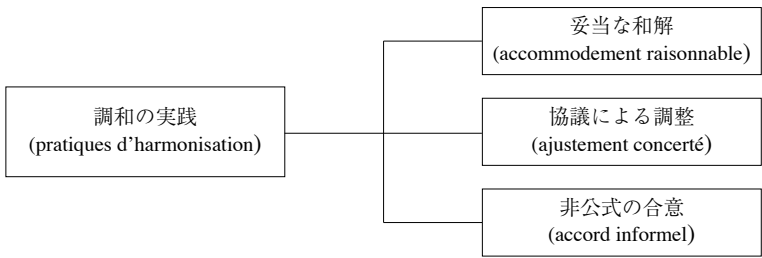 調和の実践
(pratiques d’harmonisation)
妥当な和解
(accommodement raisonnable)
協議による調整
(ajustement concerté)
非公式の合意
(accord informel)